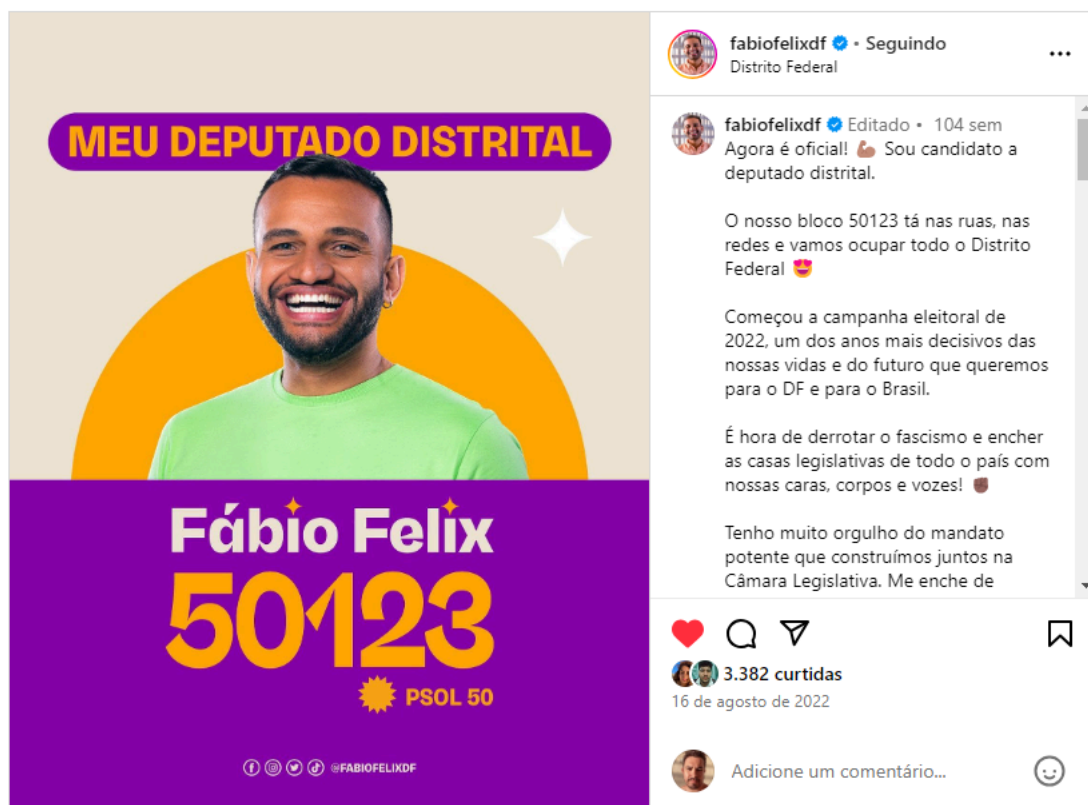 MEU DEPUTADO DISTRITAL
Fábio Felix
50123
PSOL 50
@FABIOFELIXDF
fabiofelixdf • Seguindo
Distrito Federal
fabiofelixdf Editado • 104 sem
Agora é oficial! 💪🏽 Sou candidato a
deputado distrital.
O nosso bloco 50123 tá nas ruas, nas
redes e vamos ocupar todo o Distrito
Federal 😍
Começou a campanha eleitoral de
2022, um dos anos mais decisivos das
nossas vidas e do futuro que queremos
para o DF e para o Brasil.
É hora de derrotar o fascismo e encher
as casas legislativas de todo o país com
nossas caras, corpos e vozes! ✊🏿
Tenho muito orgulho do mandato
potente que construímos juntos na
Câmara Legislativa. Me enche de
3.382 curtidas
16 de agosto de 2022
Adicione um comentário...